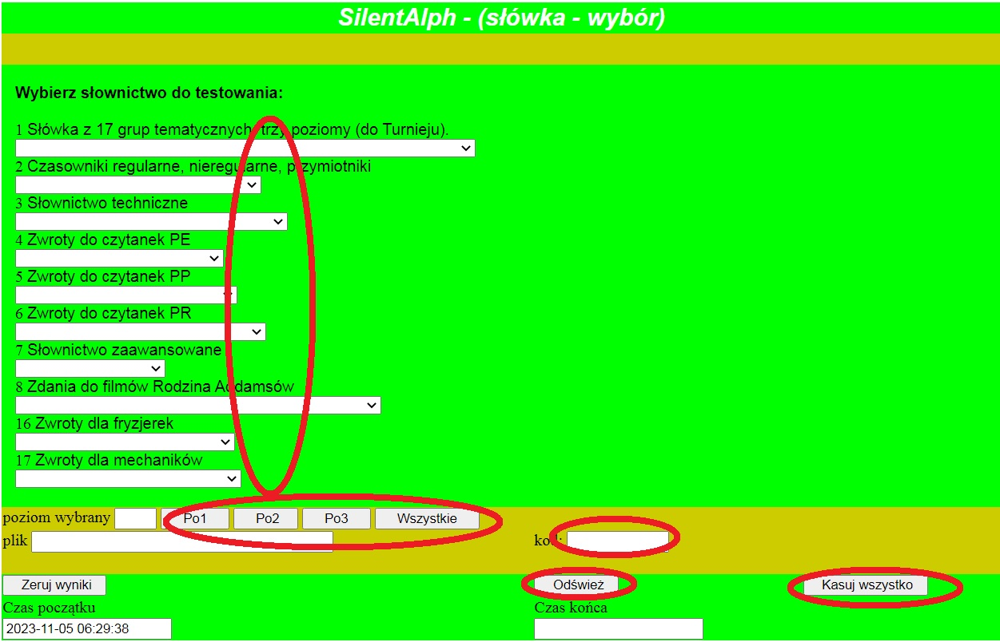 SilentAlph - (słówka - wybór)
Wybierz słownictwo do testowania:
1 Słówka z 17 grup tematycznych, trzy poziomy (do Turnieju).
2 Czasowniki regularne, nieregularne, przymiotniki
3 Słownictwo techniczne
4 Zwroty do czytanek PE
5 Zwroty do czytanek PP
6 Zwroty do czytanek PR
7 Słownictwo zaawansowane
8 Zdania do filmów Rodzina Addamsów
16 Zwroty dla fryzjerek
17 Zwroty dla mechaników
poziom wybrany Po1 Po2 Po3 Wszystkie
plik kod:
Zeruj wyniki Odśwież Kasuj wszystko
Czas początku Czas końca
2023-11-05 06:29:38